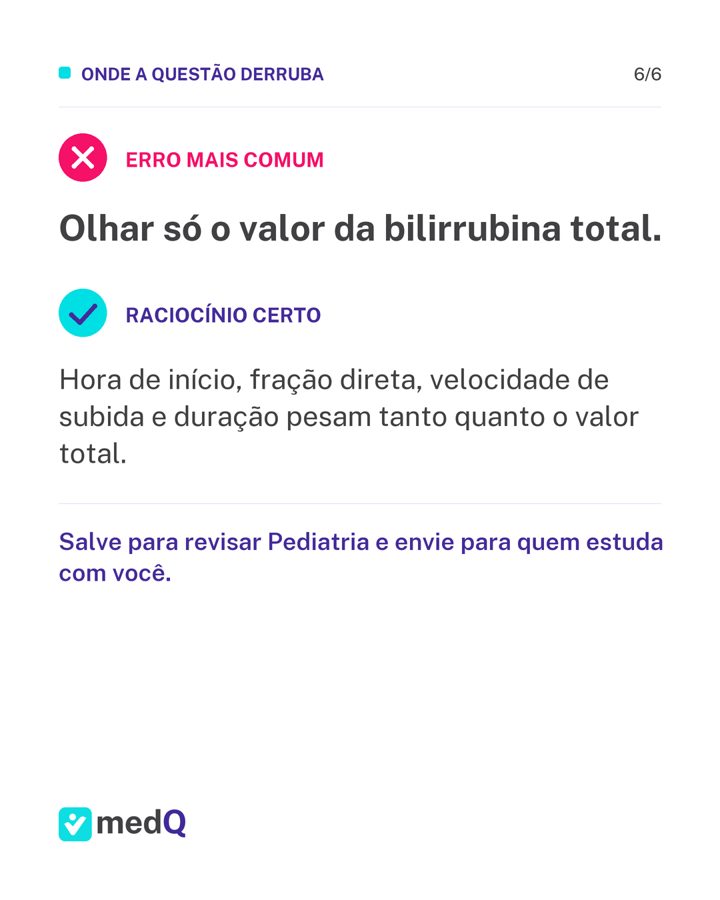 ONDE A QUESTÃO DERRUBA
6/6
ERRO MAIS COMUM
Olhar só o valor da bilirrubina total.
RACIOCÍNIO CERTO
Hora de início, fração direta, velocidade de
subida e duração pesam tanto quanto o valor
total.
Salve para revisar Pediatria e envie para quem estuda
com você.
medQ